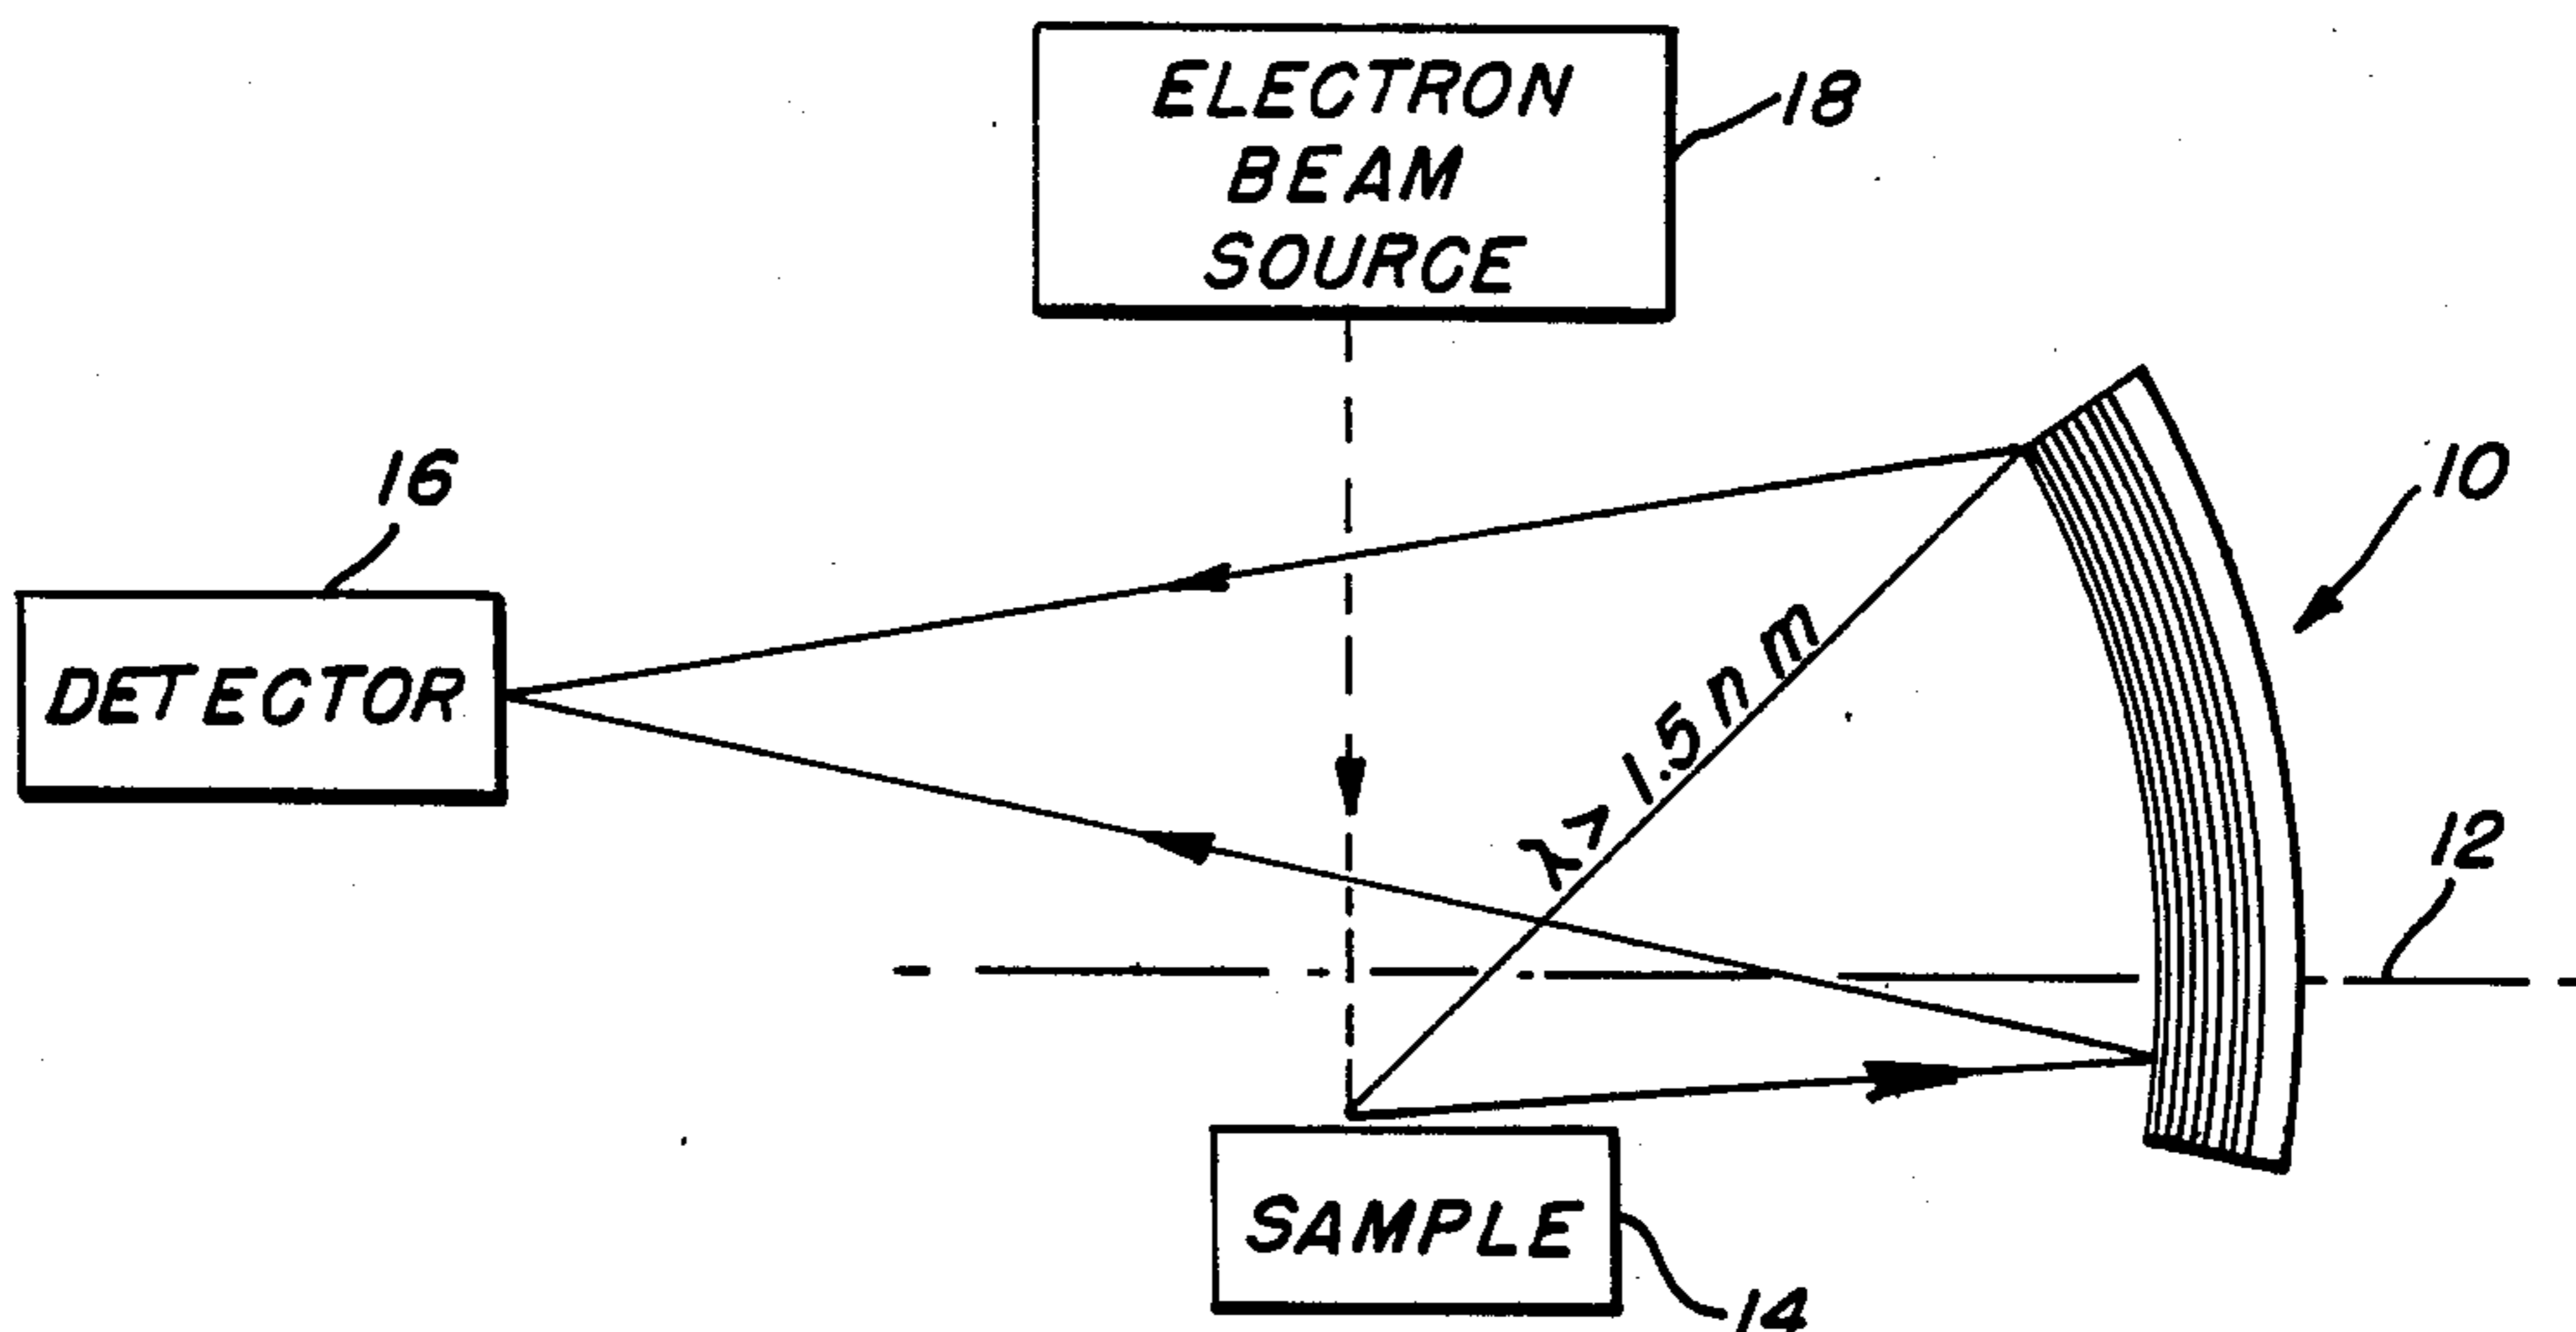 ELECTRON
BEAM
SOURCE
18
16
10
DETECTOR
λ > 1.5 nm
12
SAMPLE
14